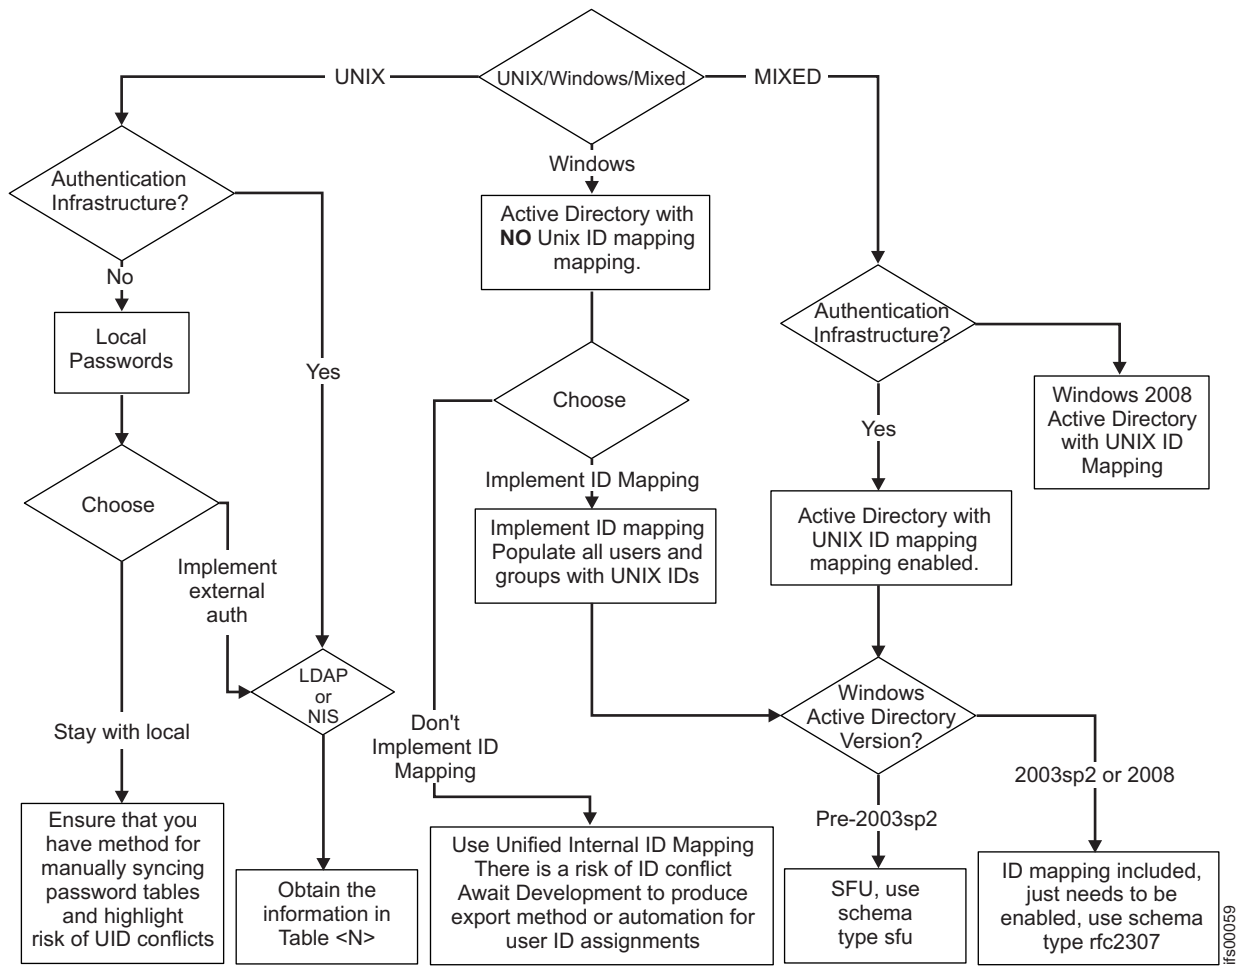 UNIX
UNIX/Windows/Mixed
MIXED
Windows
Authentication
Infrastructure?
Active Directory with
NO Unix ID mapping
mapping.
No
Authentication
Infrastructure?
Local
Passwords
Yes
Choose
Windows 2008
Active Directory
with UNIX ID
Mapping
Yes
Implement ID Mapping
Choose
Implement ID mapping
Populate all users and
groups with UNIX IDs
Active Directory with
UNIX ID mapping
mapping enabled.
Implement
external
auth
LDAP
or
NIS
Windows
Active Directory
Version?
Stay with local
Don't
Implement ID
Mapping
2003sp2 or 2008
Pre-2003sp2
Ensure that you
have method for
manually syncing
password tables
and highlight
risk of UID conflicts
Obtain the
information in
Table <N>
Use Unified Internal ID Mapping
There is a risk of ID conflict
Await Development to produce
export method or automation for
user ID assignments
SFU, use
schema
type sfu
ID mapping included,
just needs to be
enabled, use schema
type rfc2307
ifs00059